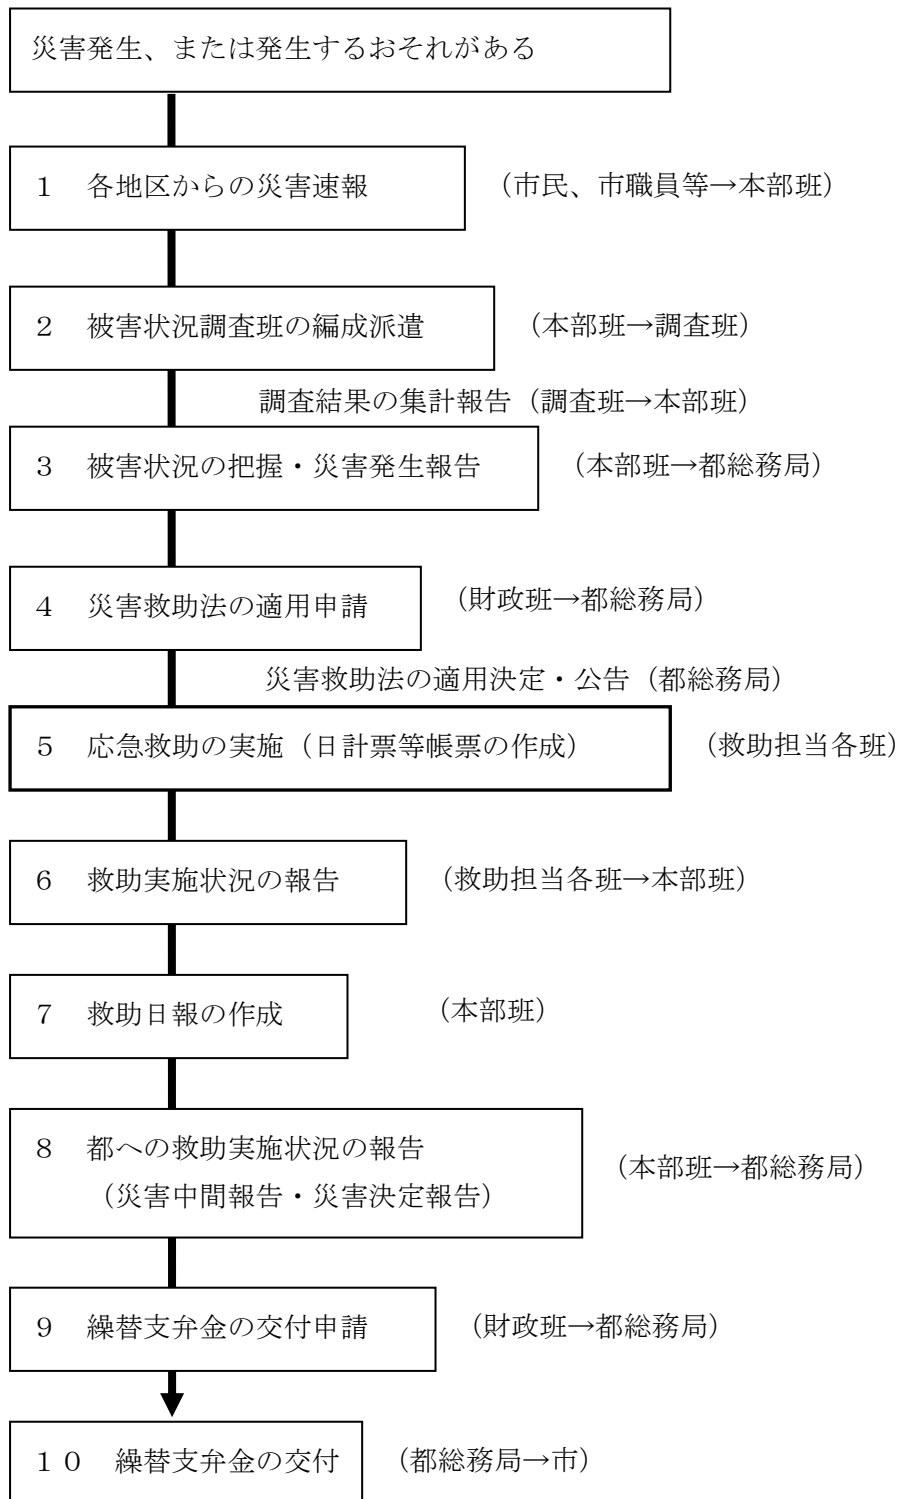 災害発生、または発生するおそれがある
1 各地区からの災害速報 (市民、市職員等→本部班)
2 被害状況調査班の編成派遣 (本部班→調査班)
調査結果の集計報告(調査班→本部班)
3 被害状況の把握・災害発生報告 (本部班→都総務局)
4 災害救助法の適用申請 (財政班→都総務局)
災害救助法の適用決定・公告(都総務局)
5 応急救助の実施(日計票等帳票の作成) (救助担当各班)
6 救助実施状況の報告 (救助担当各班→本部班)
7 救助日報の作成 (本部班)
8 都への救助実施状況の報告
(災害中間報告・災害決定報告) (本部班→都総務局)
9 繰替支弁金の交付申請 (財政班→都総務局)
10 繰替支弁金の交付 (都総務局→市)